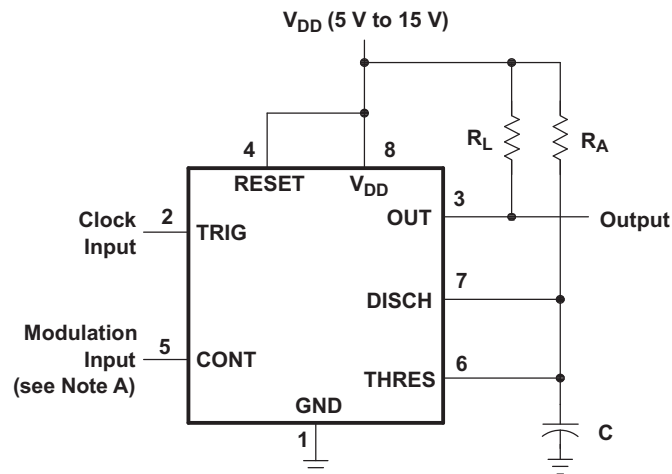 VDD (5 V to 15 V)
4
8
RL
RA
RESET
VDD
3
Clock
Input
2
TRIG
OUT
Output
7
DISCH
Modulation
Input
(see Note A)
5
CONT
6
THRES
GND
1
C